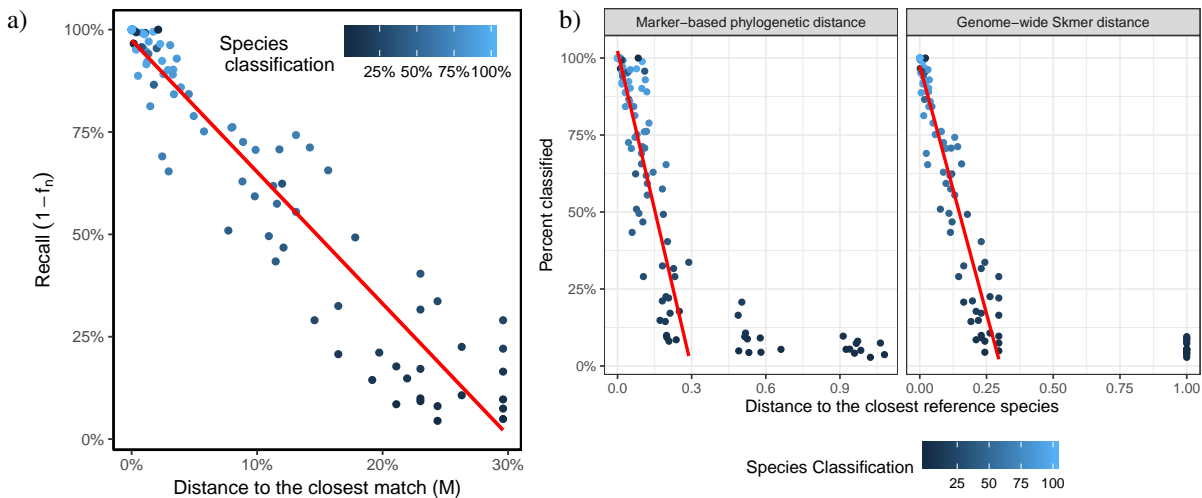 a)
Species
classification
25% 50% 75% 100%
100%
75%
50%
25%
0%
Recall (1 − fn)
0% 10% 20% 30%
Distance to the closest match (M)
b)
Marker−based phylogenetic distance
Genome−wide Skmer distance
100%
75%
50%
25%
0%
Percent classified
0.0 0.3 0.6 0.9
0.00 0.25 0.50 0.75 1.00
Distance to the closest reference species
Species Classification
25 50 75 100